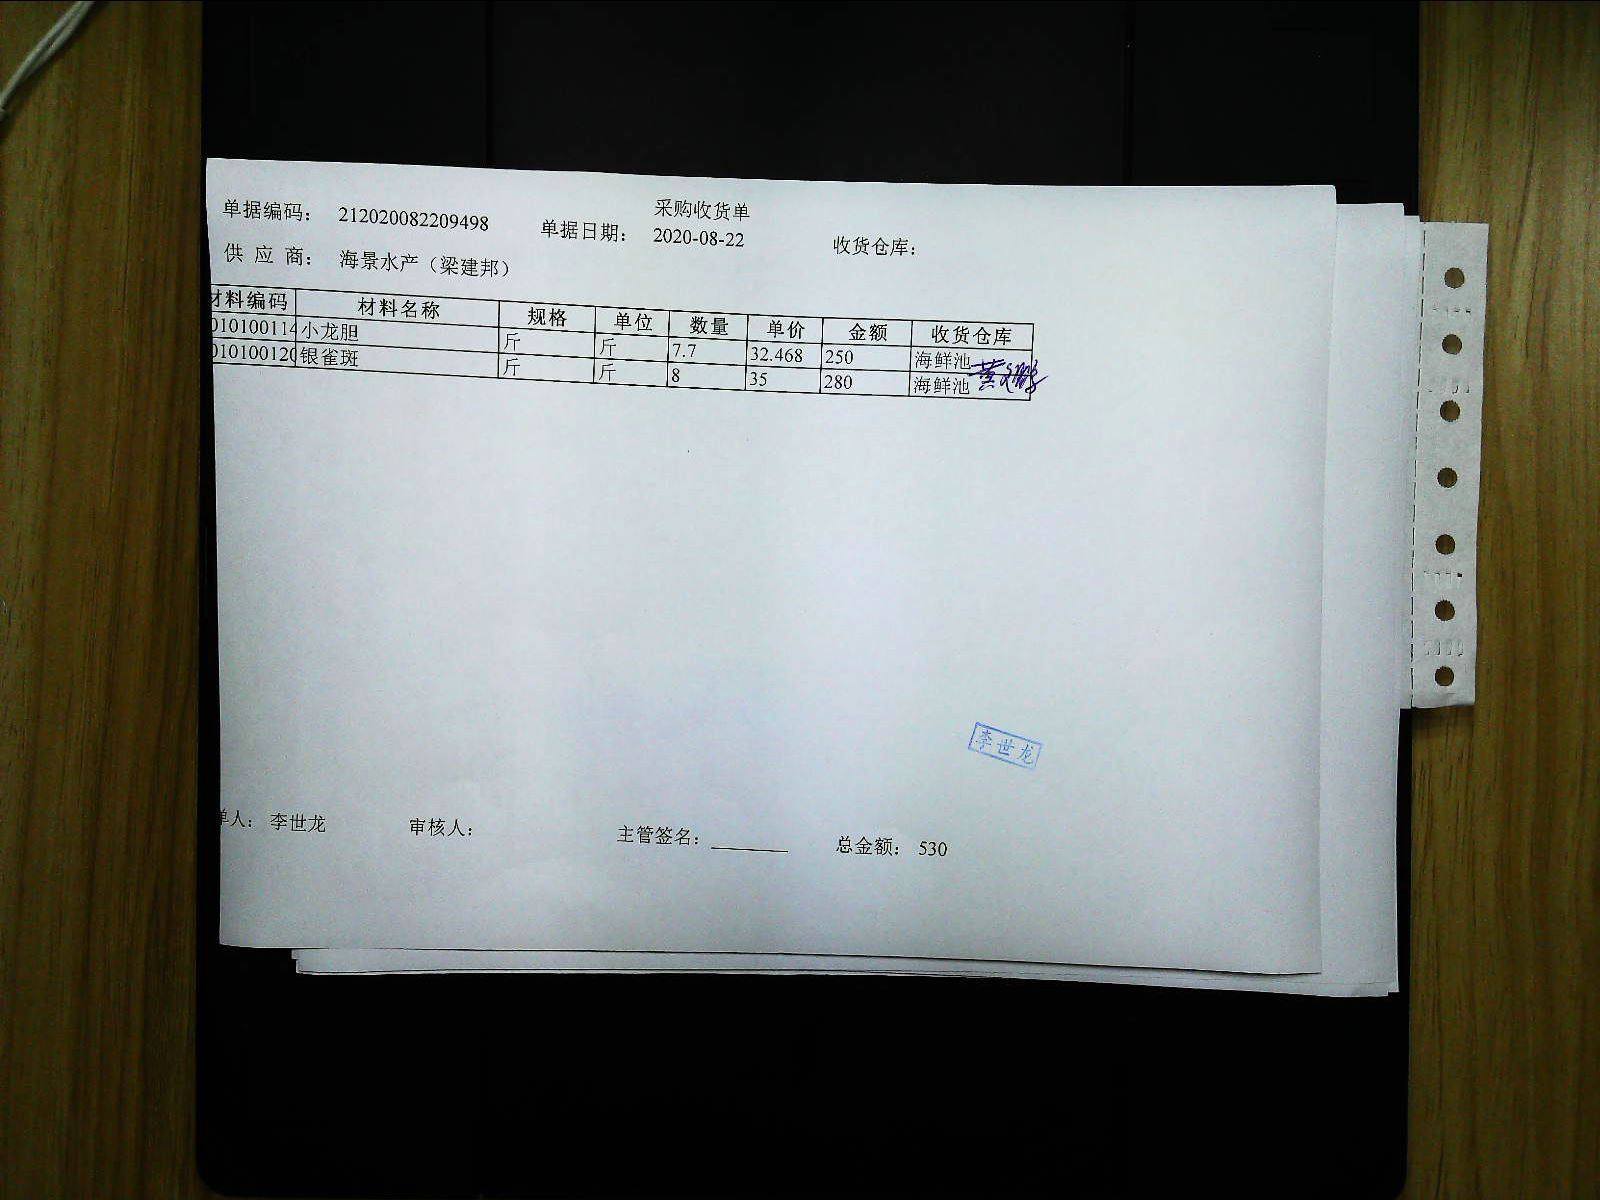 采购收货单
单据编码： 212020082209498 单据日期： 2020-08-22 收货仓库：
供 应 商： 海景水产（梁建邦）
材料编码 材料名称 规格 单位 数量 单价 金额 收货仓库
010100114 小龙胆 斤 斤 7.7 32.468 250 海鲜池
010100120 银雀斑 斤 斤 8 35 280 海鲜池
李世龙
单人： 李世龙 审核人： 主管签名： 总金额： 530